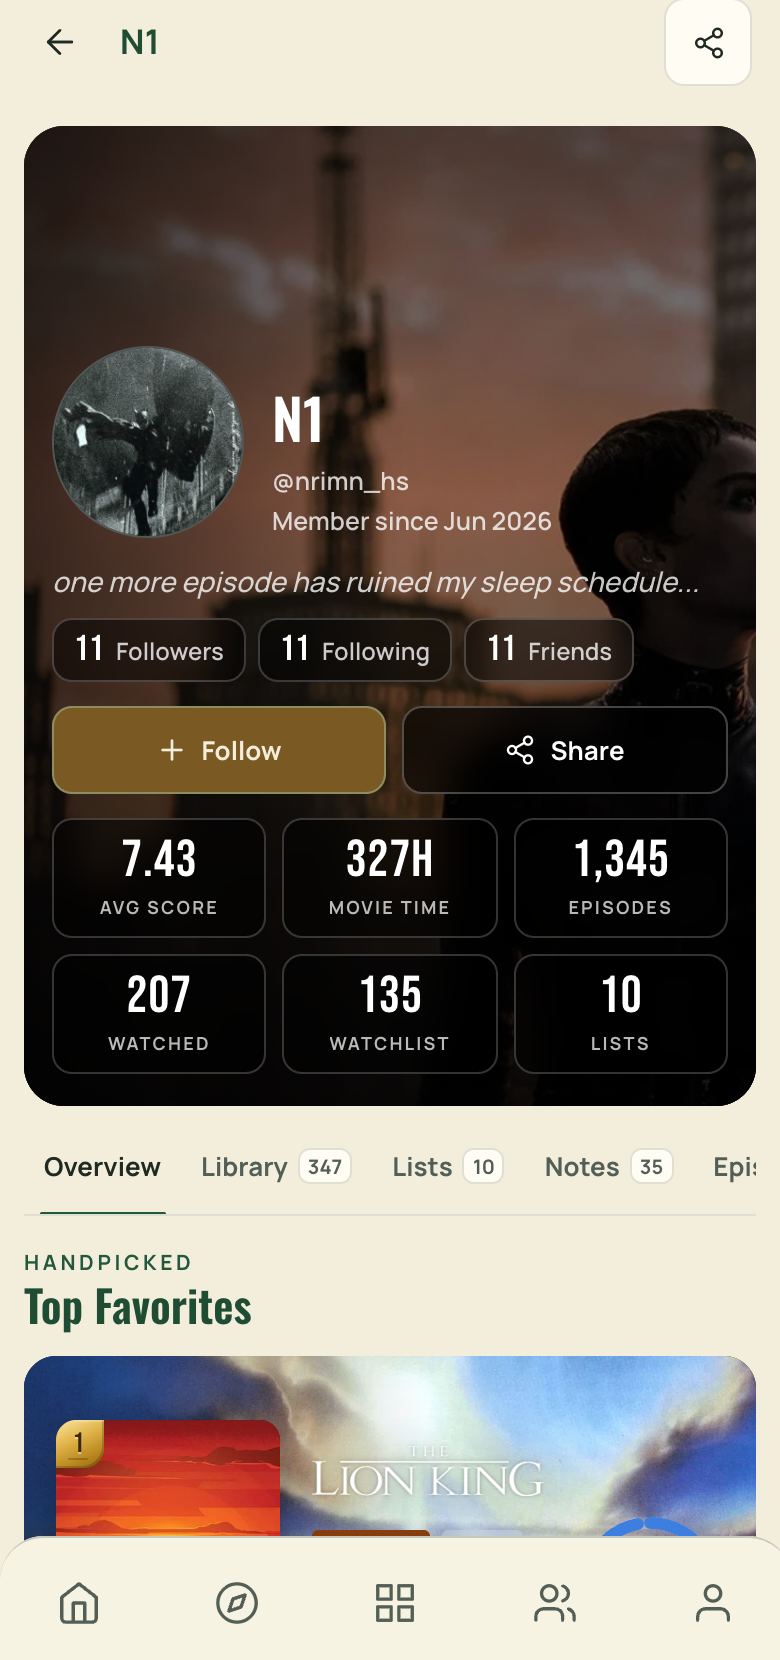 N1
N1
@nrimn_hs
Member since Jun 2026
one more episode has ruined my sleep schedule...
11 Followers
11 Following
11 Friends
+ Follow
Share
7.43
AVG SCORE
327H
MOVIE TIME
1,345
EPISODES
207
WATCHED
135
WATCHLIST
10
LISTS
Overview
Library 347
Lists 10
Notes 35
Epis
HANDPICKED
Top Favorites
1
THE
LION KING